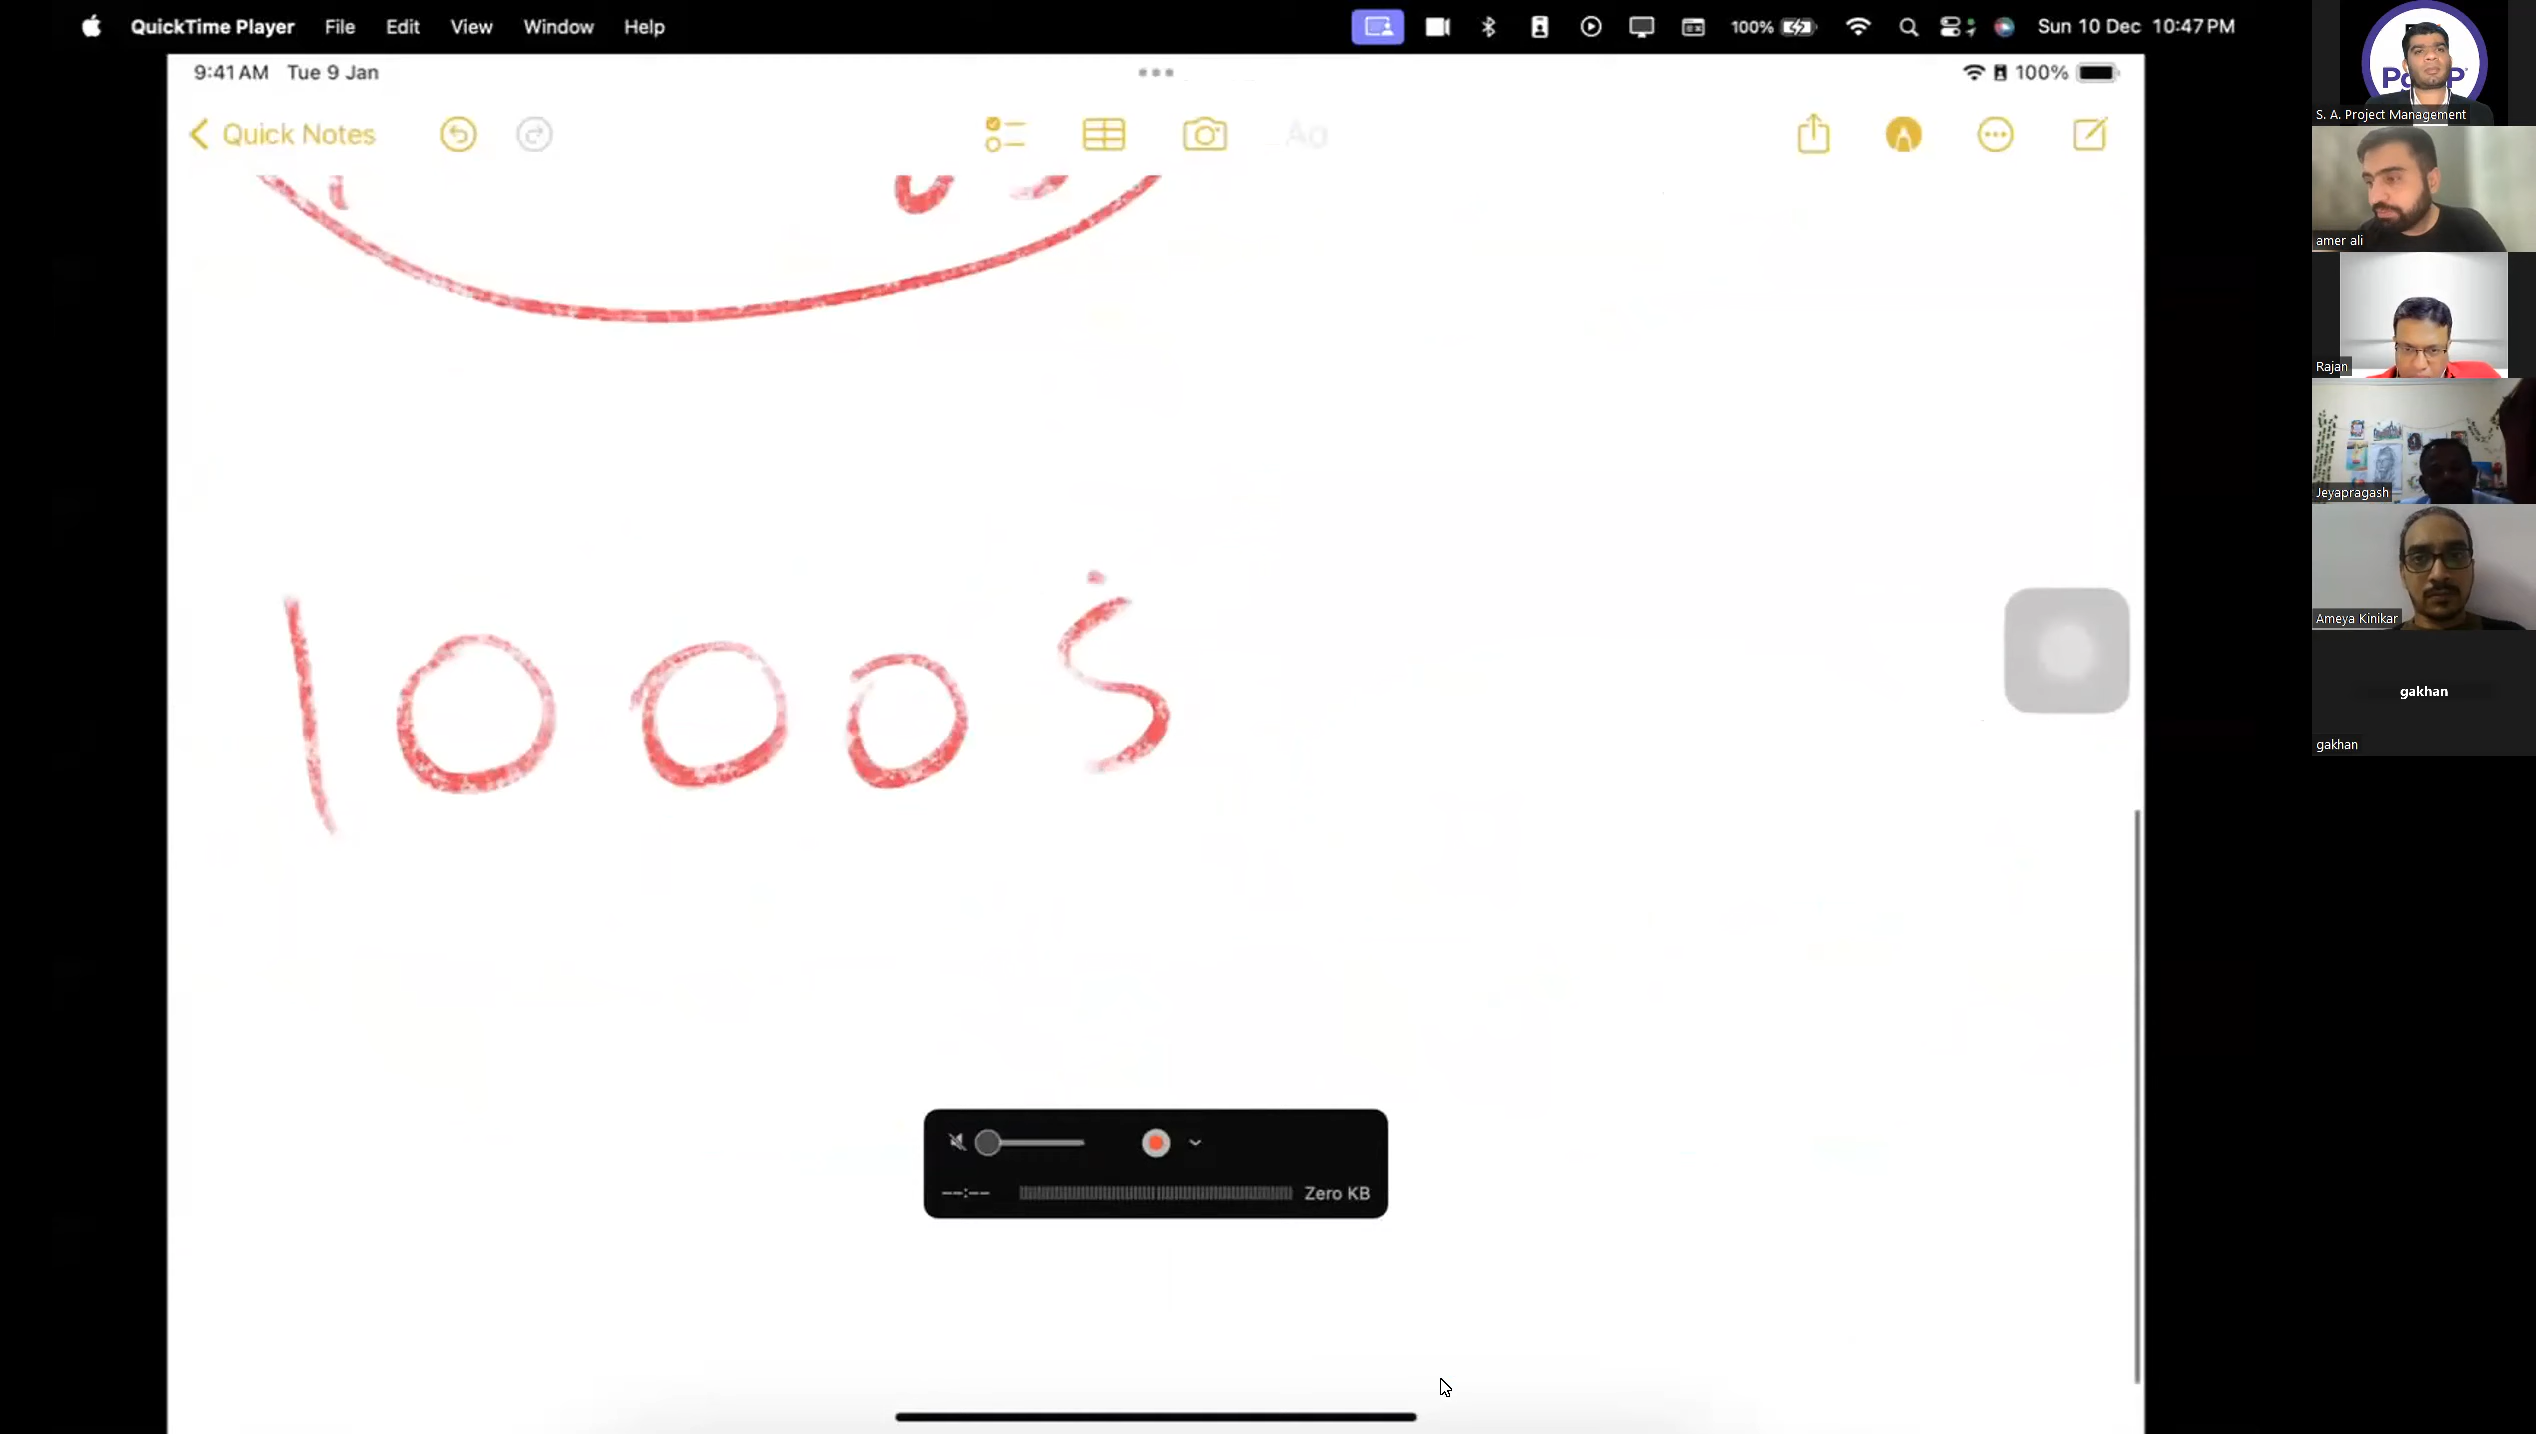 QuickTime Player File Edit View Window Help 100% Sun 10 Dec 10:47 PM
9:41 AM Tue 9 Jan 100%
Quick Notes Aa
1000$
--:-- Zero KB
S. A. Project Management
amer ali
Rajan
Jeyapragash
Ameya Kinikar
gakhan
gakhan